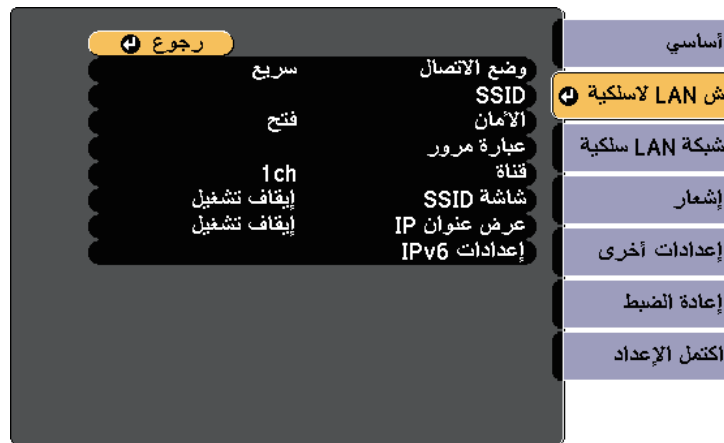 رجوع
وضع الاتصال سريع
SSID
الأمان فتح
عبارة مرور
قناة 1ch
شاشة SSID إيقاف تشغيل
عرض عنوان IP إيقاف تشغيل
إعدادات IPv6
أساسي
ش LAN لاسلكية
شبكة LAN سلكية
إشعار
إعدادات أخرى
إعادة الضبط
اكتمل الإعداد